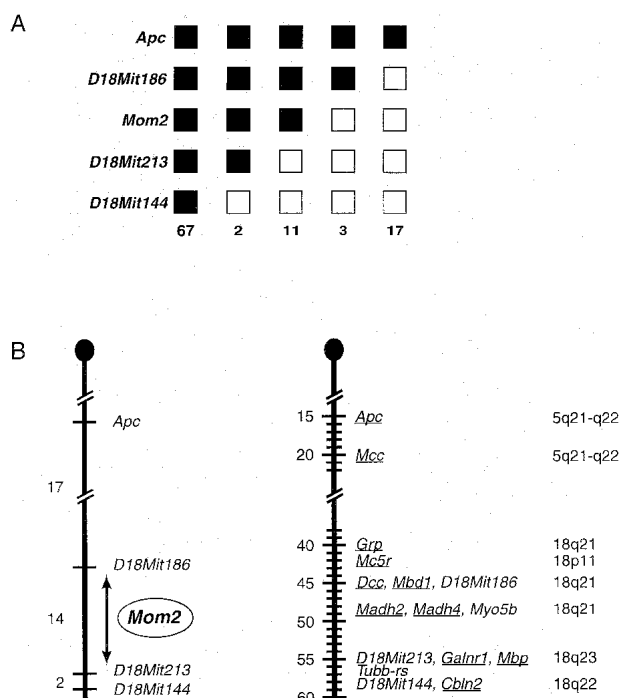 A
Apc
D18Mit186
Mom2
D18Mit213
D18Mit144
67 2 11 3 17
B
Apc
17
D18Mit186
14
Mom2
D18Mit213
2
D18Mit144
15 Apc 5q21-q22
20 Mcc 5q21-q22
40 Grp 18q21
Mc5r 18p11
45 Dcc, Mbd1, D18Mit186 18q21
Madh2, Madh4, Myo5b 18q21
50
55 D18Mit213, Galnr1, Mbp 18q23
Tubb-rs
D18Mit144, Cbln2 18q22
60